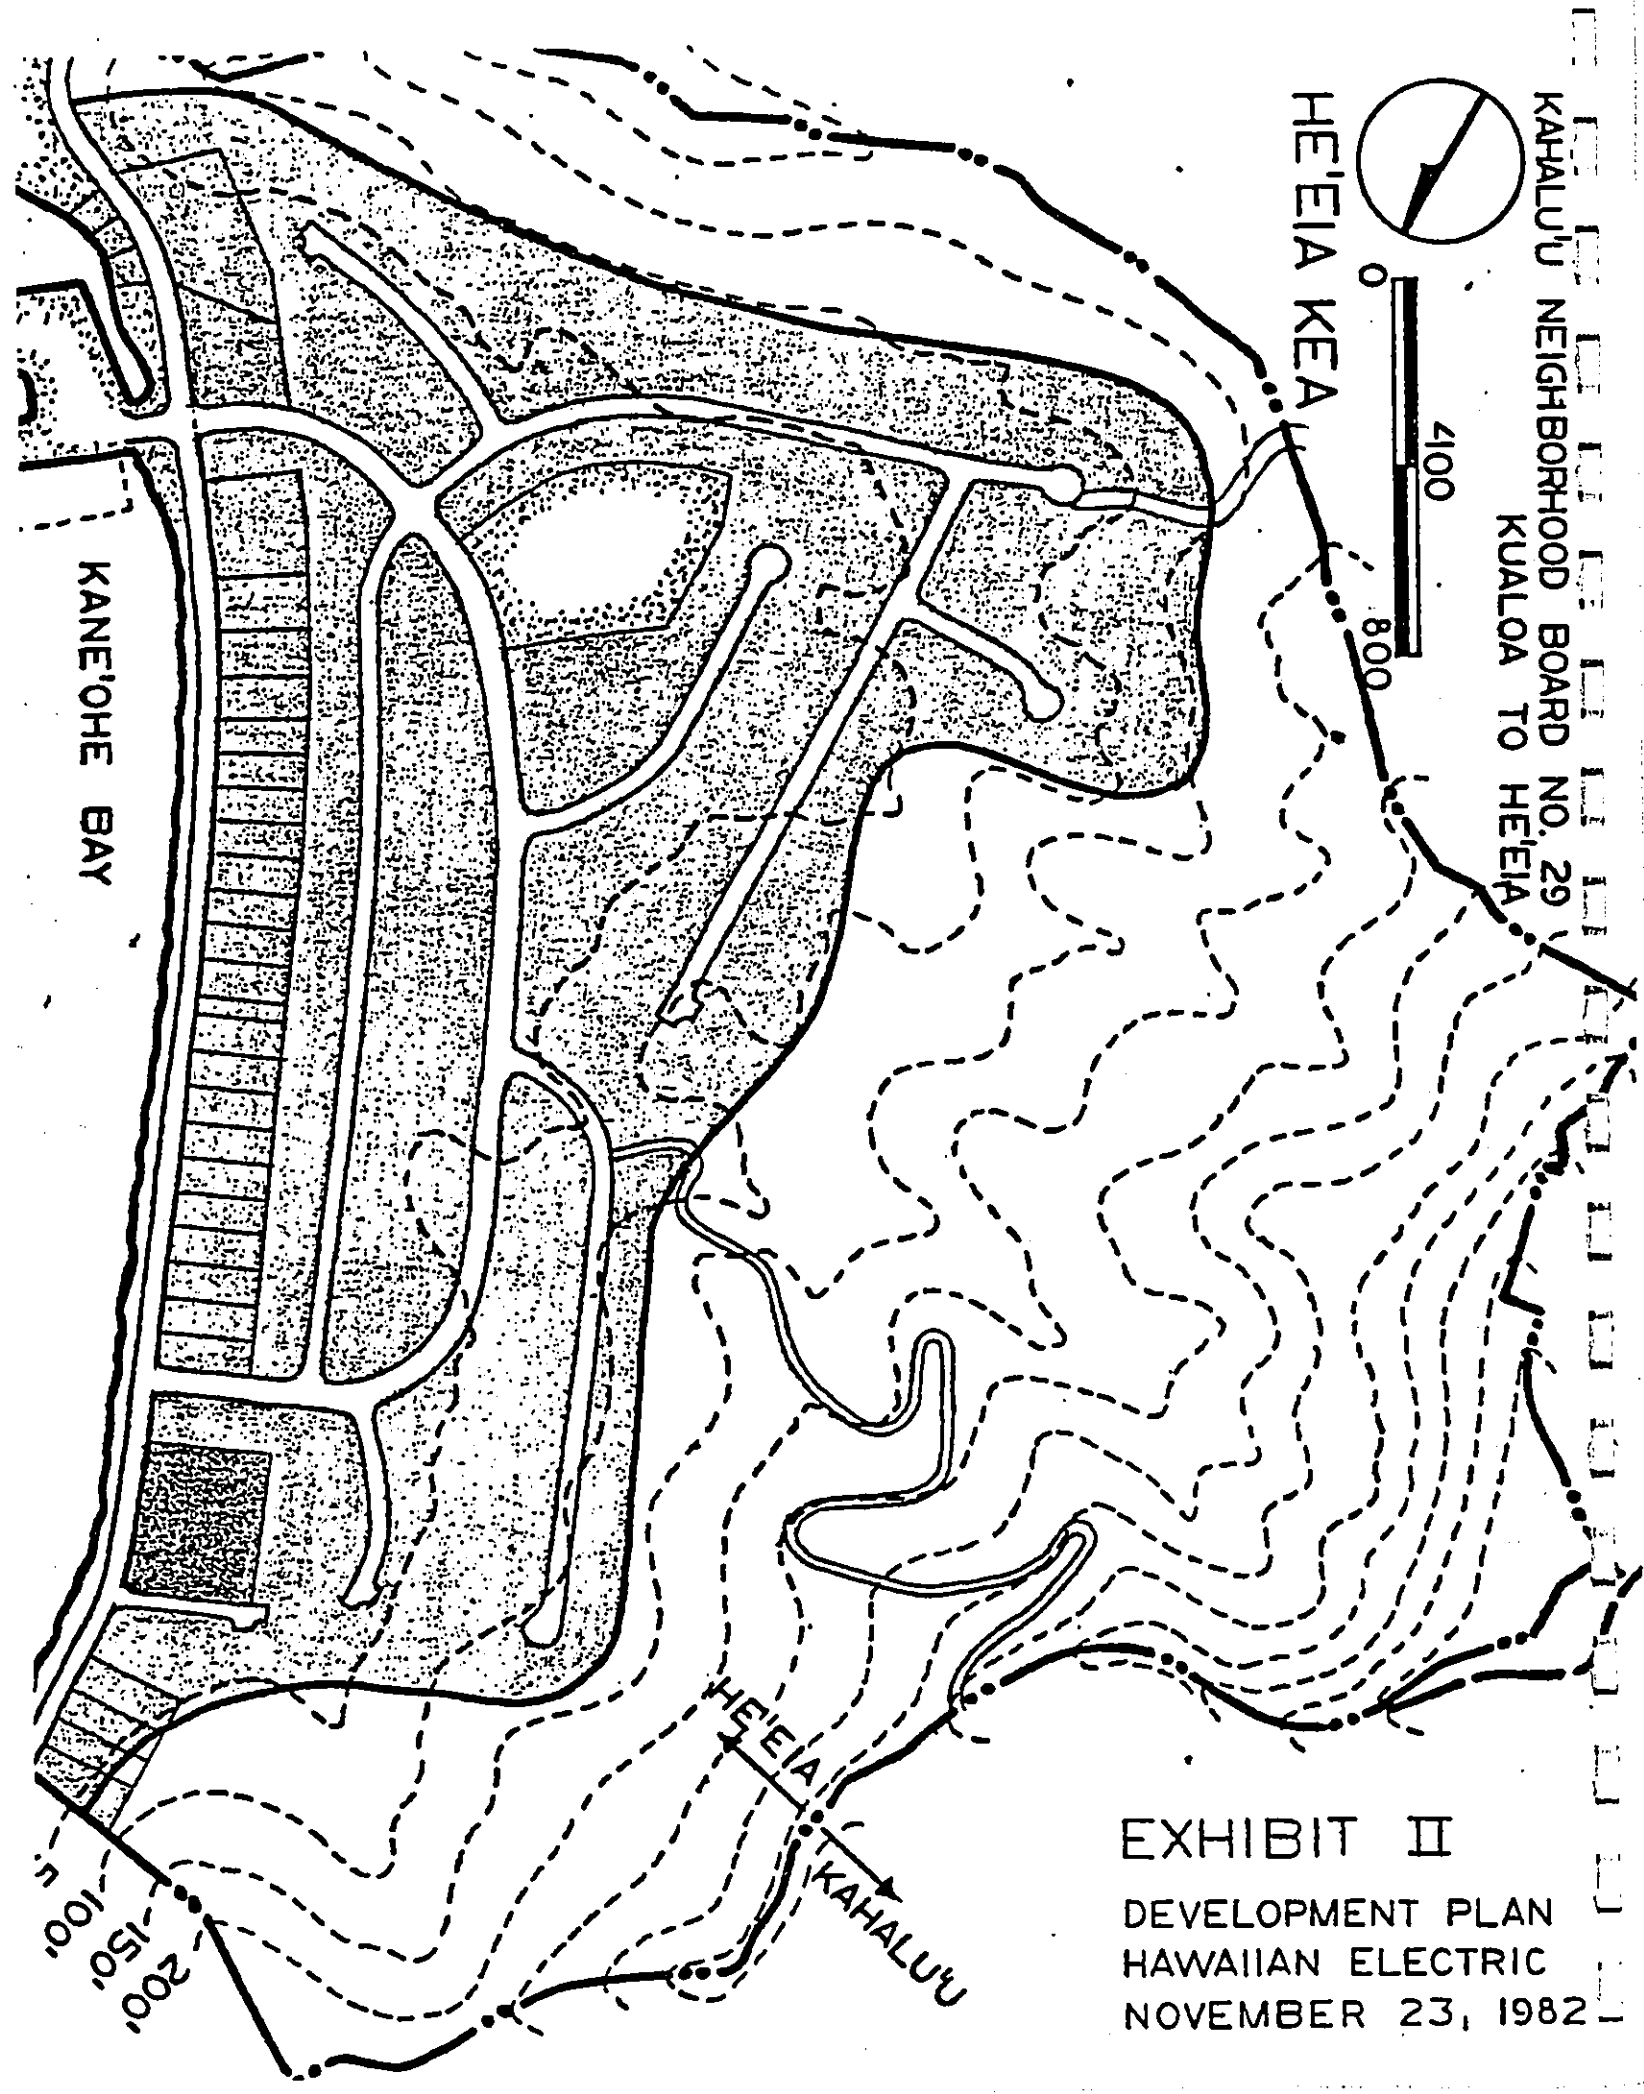 KAHALU'U NEIGHBORHOOD BOARD NO. 29
KUALOA TO HE'EIA
HE'EIA KEA
0 400 800
KANE'OHE BAY
HE'EIA
KAHALU'U
100'
150'
200'
EXHIBIT II
DEVELOPMENT PLAN
HAWAIIAN ELECTRIC
NOVEMBER 23, 1982